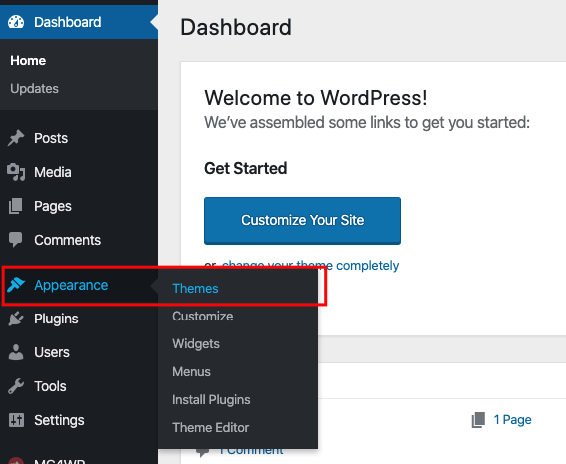 Dashboard
Home
Updates
Posts
Media
Pages
Comments
Appearance
Plugins
Users
Tools
Settings
MC4WP
Themes
Customize
Widgets
Menus
Install Plugins
Theme Editor
Dashboard
Welcome to WordPress!
We've assembled some links to get you started:
Get Started
Customize Your Site
or, change your theme completely
1 Page
1 Comment